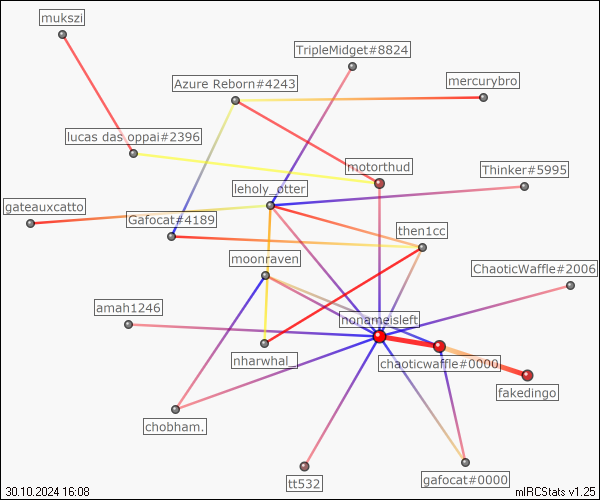 mukszi
TripleMidget#8824
Azure Reborn#4243
mercurybro
lucas das oppai#2396
motorthud
Thinker#5995
leholy_otter
gateauxcatto
Gafocat#4189
then1cc
moonraven
ChaoticWaffle#2006
amah1246
nonameisleft
nharwhal_
chaoticwaffle#0000
fakedingo
chobham.
tt532
gafocat#0000
30.10.2024 16:08
mIRCStats v1.25